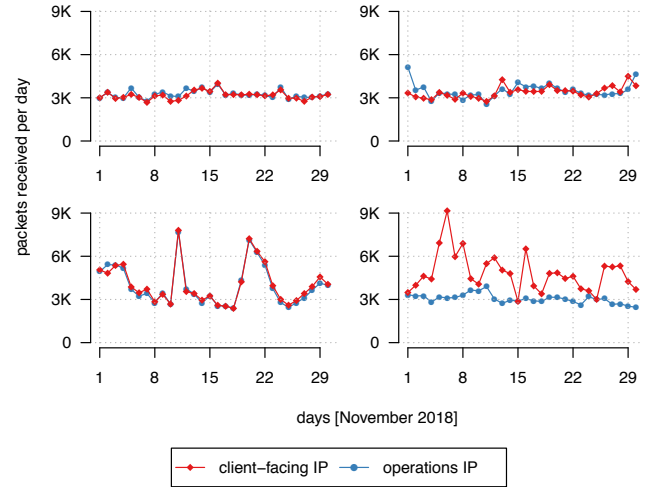 9K 9K
6K 6K
3K 3K
0 0
1 8 15 22 29 1 8 15 22 29
packets received per day
9K 9K
6K 6K
3K 3K
0 0
1 8 15 22 29 1 8 15 22 29
days [November 2018]
client−facing IP operations IP